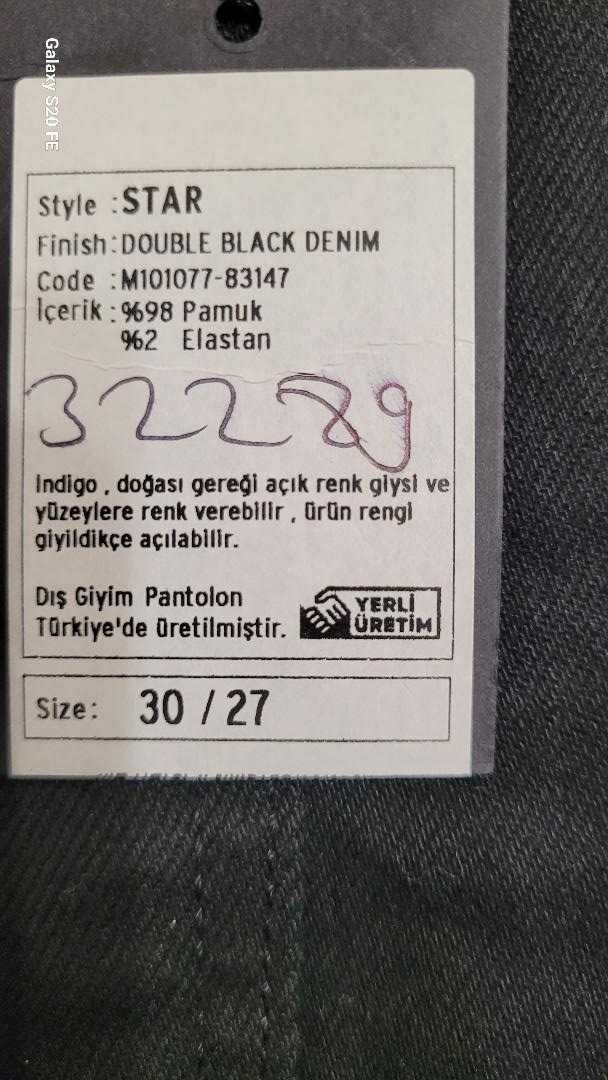 Galaxy S20 FE
Style : STAR
Finish: DOUBLE BLACK DENIM
Code : M101077-83147
İçerik : %98 Pamuk
%2 Elastan
32289
Indigo , doğası gereği açık renk giysi ve
yüzeylere renk verebilir , ürün rengi
giyildikçe açılabilir.
Dış Giyim Pantolon
Türkiye'de üretilmiştir.
YERLİ
ÜRETİM
Size: 30 / 27